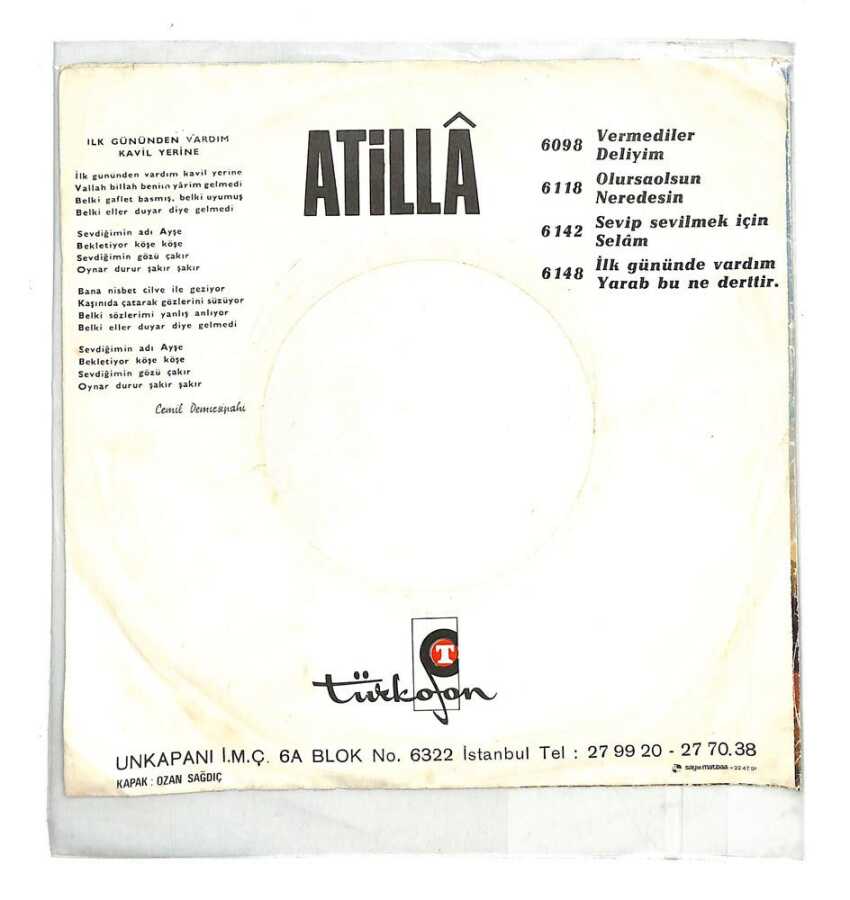 ILK GÜNÜNDEN VARDIM
KAVİL YERİNE
İlk gününden vardım kavil yerine
Vallah billah benim yârim gelmedi
Belki gaflet basmış, belki uyumuş
Belki eller duyar diye gelmedi
Sevdiğimin adı Ayşe
Bekletiyor köşe köşe
Sevdiğimin gözü çakır
Oynar durur şakır şakır
Bana nisbet cilve ile geziyor
Kaşınıda çatarak gözlerini süzüyor
Belki sözlerimi yanlış anlıyor
Belki eller duyar diye gelmedi
Sevdiğimin adı Ayşe
Bekletiyor köşe köşe
Sevdiğimin gözü çakır
Oynar durur şakır şakır
Cemil Demirsipahi
ATİLLÂ
6098 Vermediler
Deliyim
6118 Olursaolsun
Neredesin
6142 Sevip sevilmek için
Selâm
6148 İlk gününde vardım
Yarab bu ne derttir.
T
türkofon
UNKAPANI İ.M.Ç. 6A BLOK No. 6322 İstanbul Tel : 27 99 20 - 27 70.38
KAPAK : OZAN SAĞDIÇ